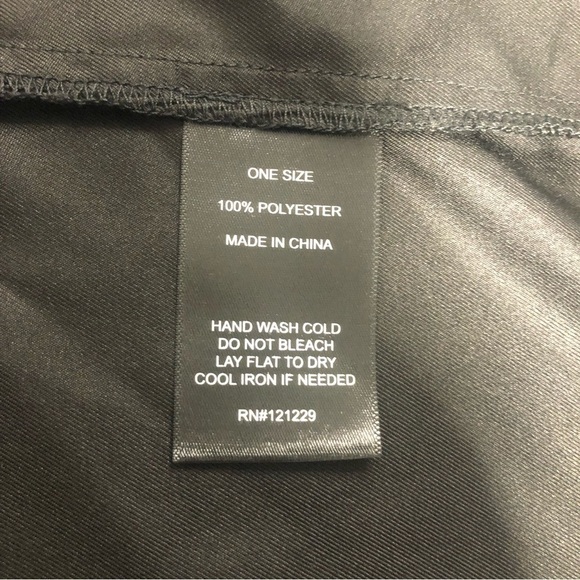 ONE SIZE
100% POLYESTER
MADE IN CHINA
HAND WASH COLD
DO NOT BLEACH
LAY FLAT TO DRY
COOL IRON IF NEEDED
RN#121229